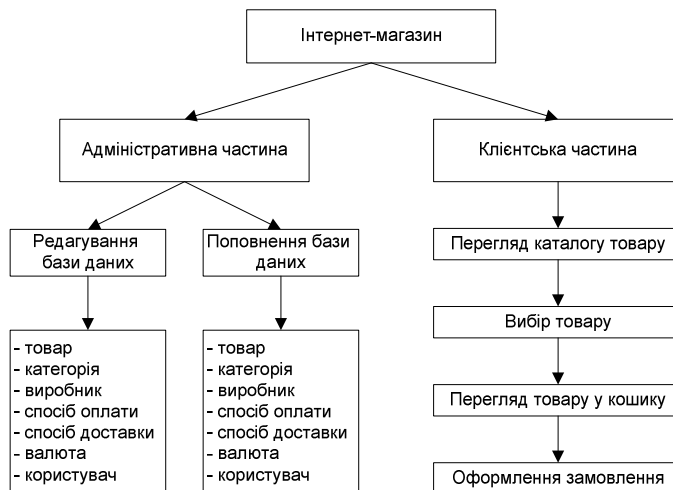 Інтернет-магазин
Адміністративна частина
Клієнтська частина
Редагування
бази даних
Поповнення бази
даних
Перегляд каталогу товару
Вибір товару
Перегляд товару у кошику
Оформлення замовлення
- товар
- категорія
- виробник
- спосіб оплати
- спосіб доставки
- валюта
- користувач
- товар
- категорія
- виробник
- спосіб оплати
- спосіб доставки
- валюта
- користувач